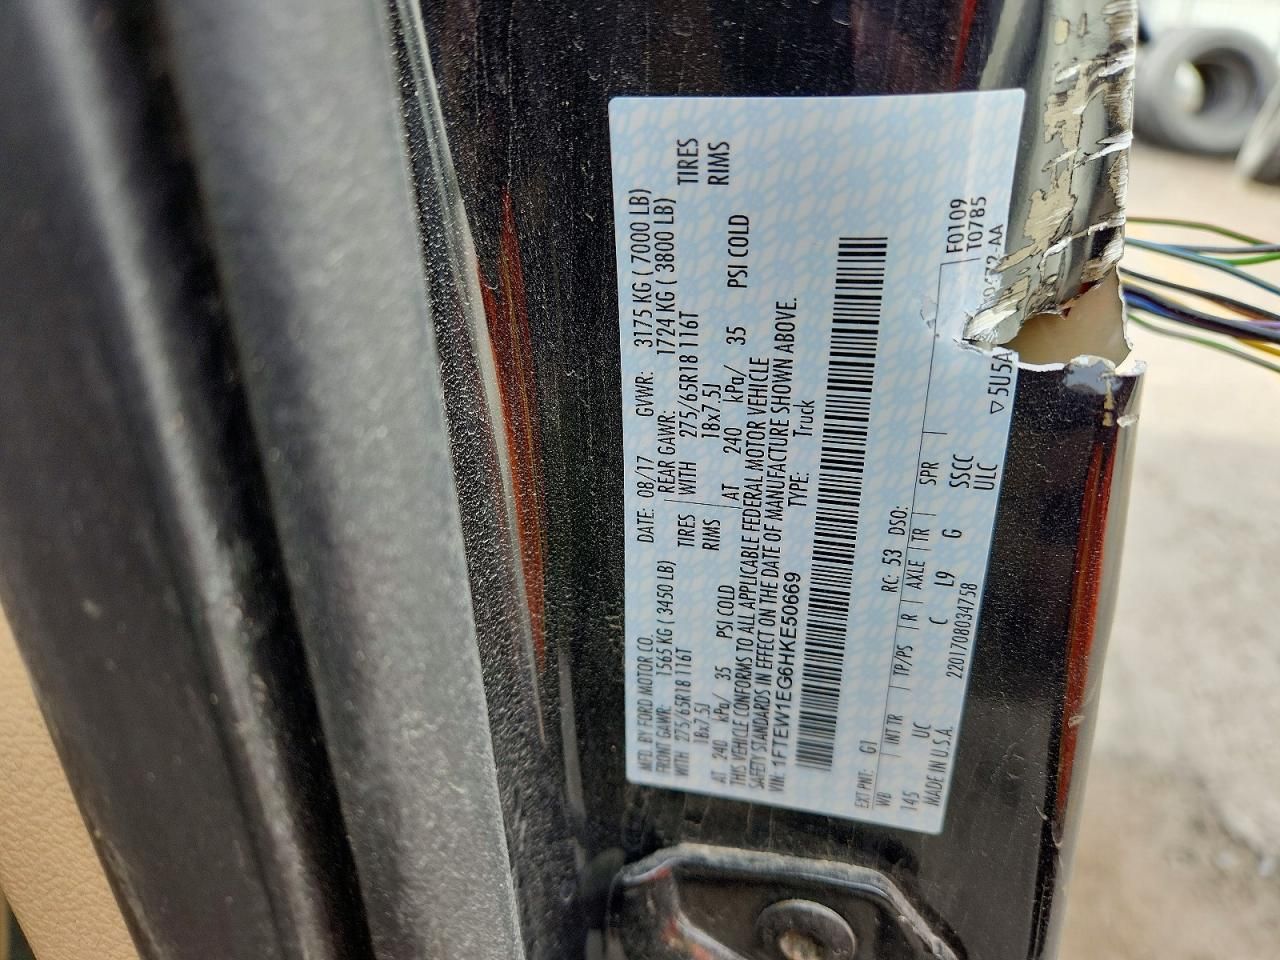 MFD. BY FORD MOTOR CO. DATE: 08/17 GVWR: 3175 KG ( 7000 LB)
FRONT GAWR: 1565 KG ( 3450 LB) REAR GAWR: 1724 KG ( 3800 LB)
WITH 275/65R18 116T TIRES WITH 275/65R18 116T TIRES
18x7.5J RIMS 18x7.5J RIMS
AT 240 kPa/ 35 PSI COLD AT 240 kPa/ 35 PSI COLD
THIS VEHICLE CONFORMS TO ALL APPLICABLE FEDERAL MOTOR VEHICLE
SAFETY STANDARDS IN EFFECT ON THE DATE OF MANUFACTURE SHOWN ABOVE.
VIN: 1FTEW1EG6HKE50669 TYPE: Truck
EXT PNT: G1 RC: 53 DSO: F0109
WB INT TR TP/PS R AXLE TR SPR T0785
145 UC C L9 G SSCC
MADE IN U.S.A. 2201708034758 ULC ▽5U5A